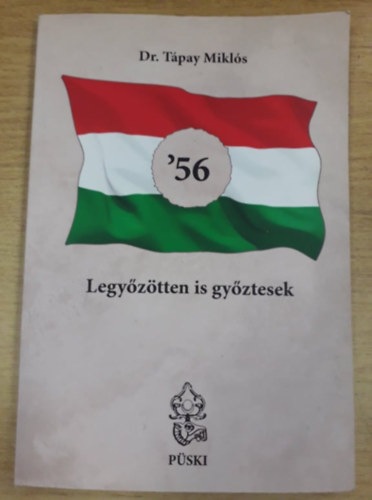 Dr. Tápay Miklós
’56
Legyőzötten is győztesek
PÜSKI